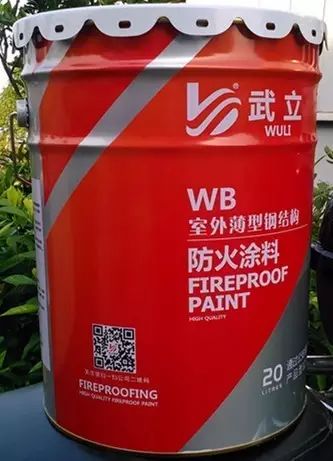 武立
WULI
WB
室外薄型钢结构
防火涂料
FIREPROOF
PAINT
HIGH QUALITY
FIREPROOFING
HIGH QUALITY FIREPROOF PAINT
20
LITRES